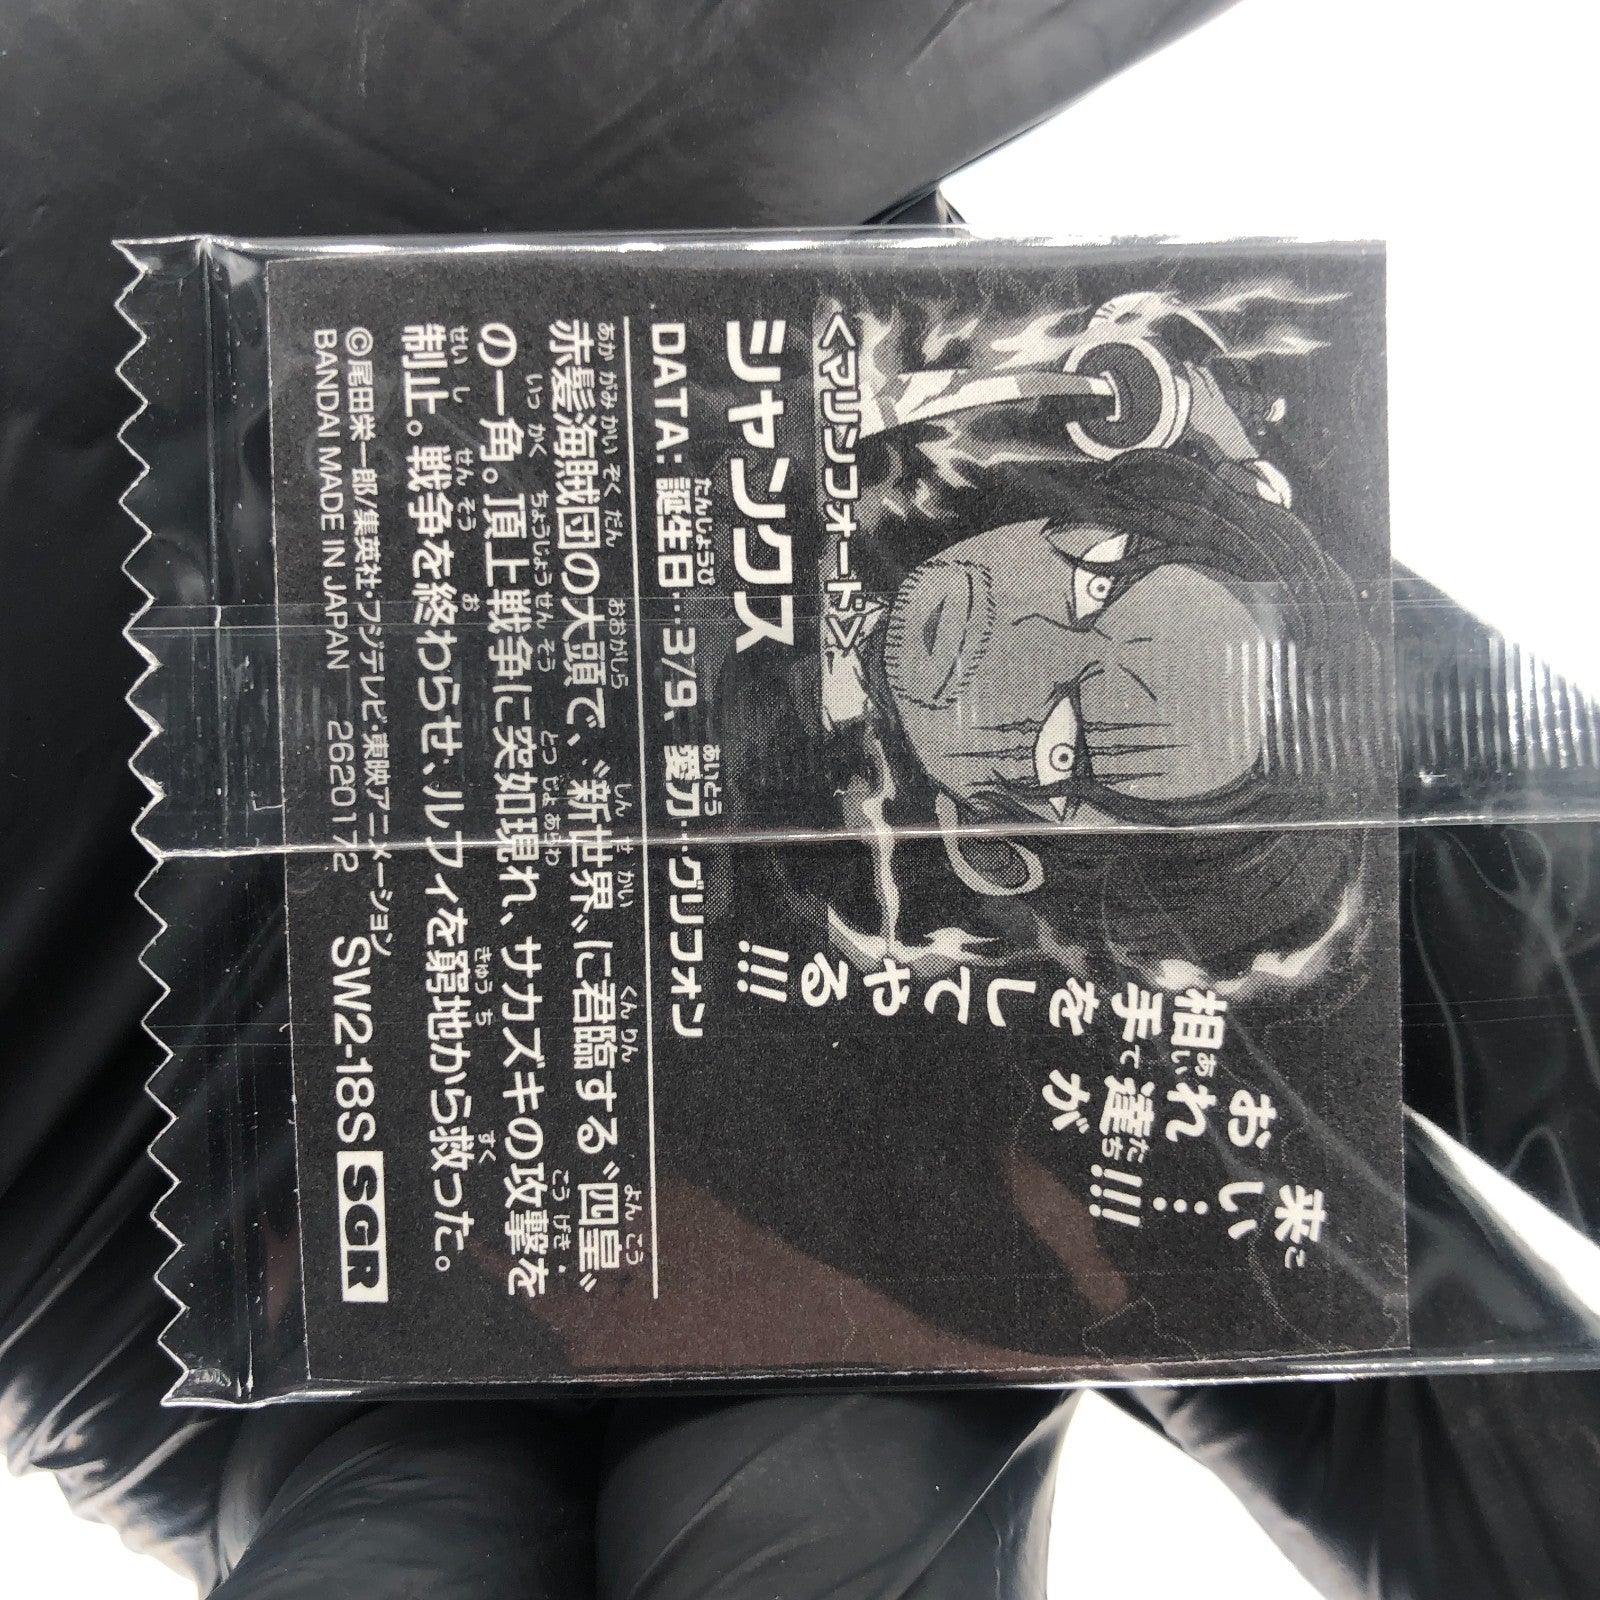 来い…!!!
おれ達が
相手を
してやる!!!
〈マリンフォード〉
シャンクス
DATA:誕生日…3/9、愛刀…グリフォン
赤髪海賊団の大頭で、〝新世界〟に君臨する〝四皇〟
の一角。頂上戦争に突如現れ、サカズキの攻撃を
制止。戦争を終わらせ、ルフィを窮地から救った。
©尾田栄一郎/集英社・フジテレビ・東映アニメーション
BANDAI MADE IN JAPAN 2620172 SW2-18S SGR